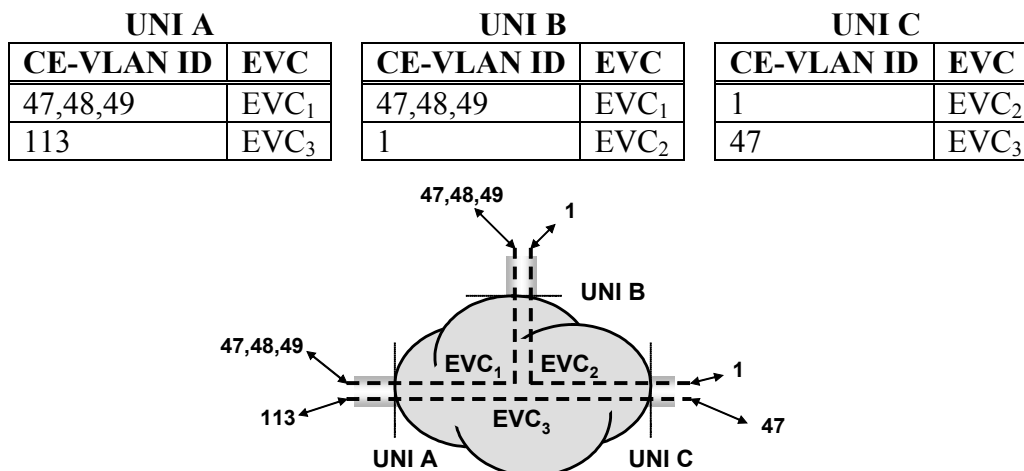 UNI A UNI B UNI C
CE-VLAN ID EVC CE-VLAN ID EVC CE-VLAN ID EVC
47,48,49 EVC₁ 47,48,49 EVC₁ 1 EVC₂
113 EVC₃ 1 EVC₂ 47 EVC₃
47,48,49 1
UNI B
47,48,49 EVC₁ EVC₂ 1
113 EVC₃ 47
UNI A UNI C